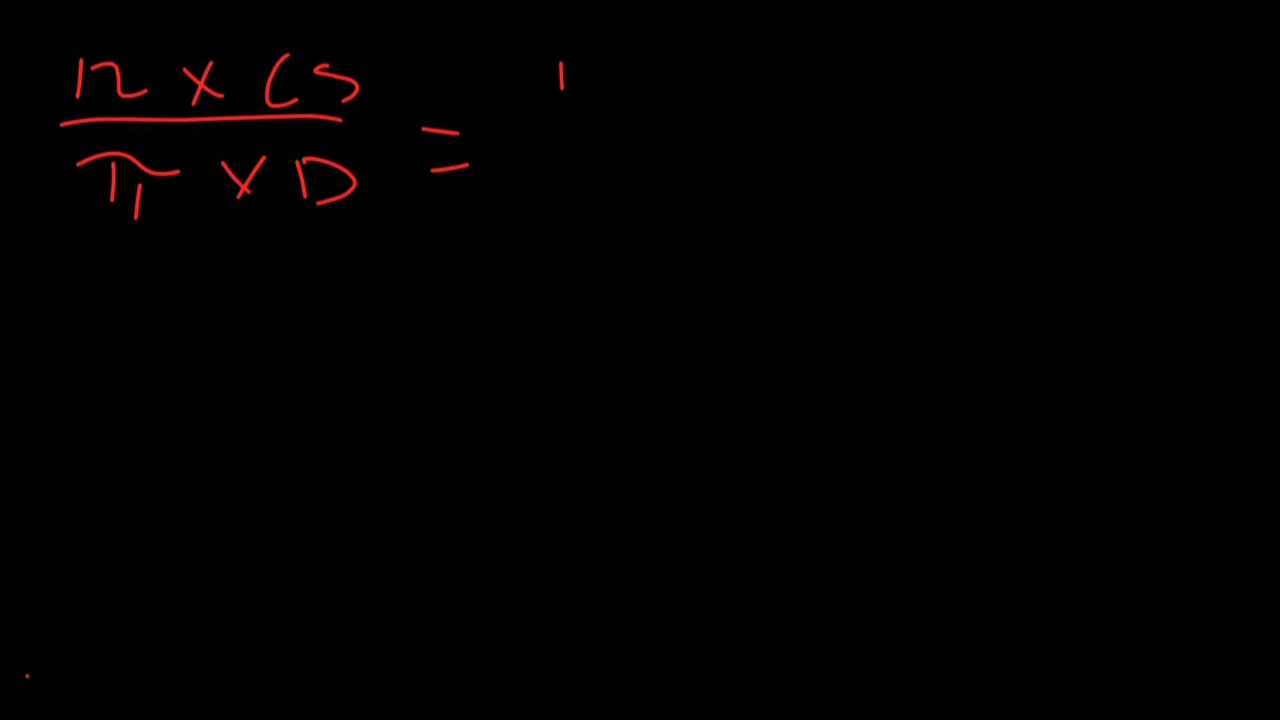 12 x CS
π x D =